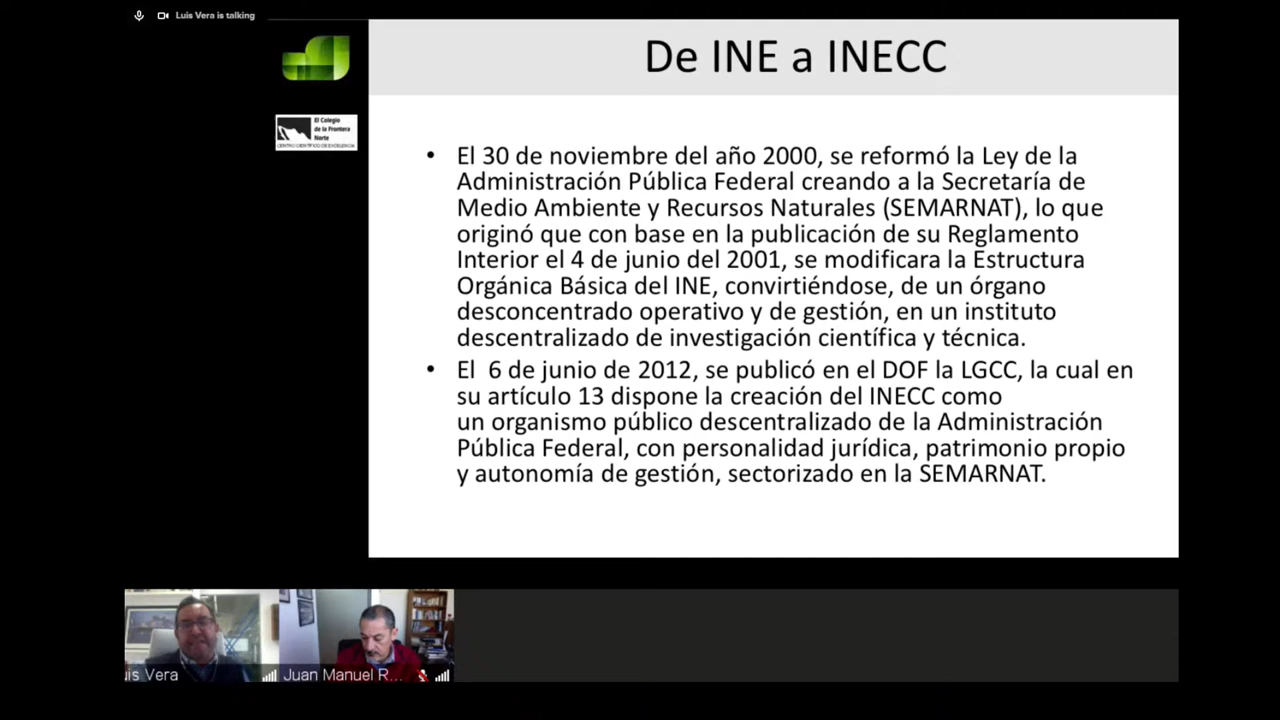 Luis Vera is talking
De INE a INECC
El Colegio
de la Frontera
Norte
CENTRO CIENTÍFICO DE EXCELENCIA
• El 30 de noviembre del año 2000, se reformó la Ley de la
Administración Pública Federal creando a la Secretaría de
Medio Ambiente y Recursos Naturales (SEMARNAT), lo que
originó que con base en la publicación de su Reglamento
Interior el 4 de junio del 2001, se modificara la Estructura
Orgánica Básica del INE, convirtiéndose, de un órgano
desconcentrado operativo y de gestión, en un instituto
descentralizado de investigación científica y técnica.
• El 6 de junio de 2012, se publicó en el DOF la LGCC, la cual en
su artículo 13 dispone la creación del INECC como
un organismo público descentralizado de la Administración
Pública Federal, con personalidad jurídica, patrimonio propio
y autonomía de gestión, sectorizado en la SEMARNAT.
uis Vera
Juan Manuel R...